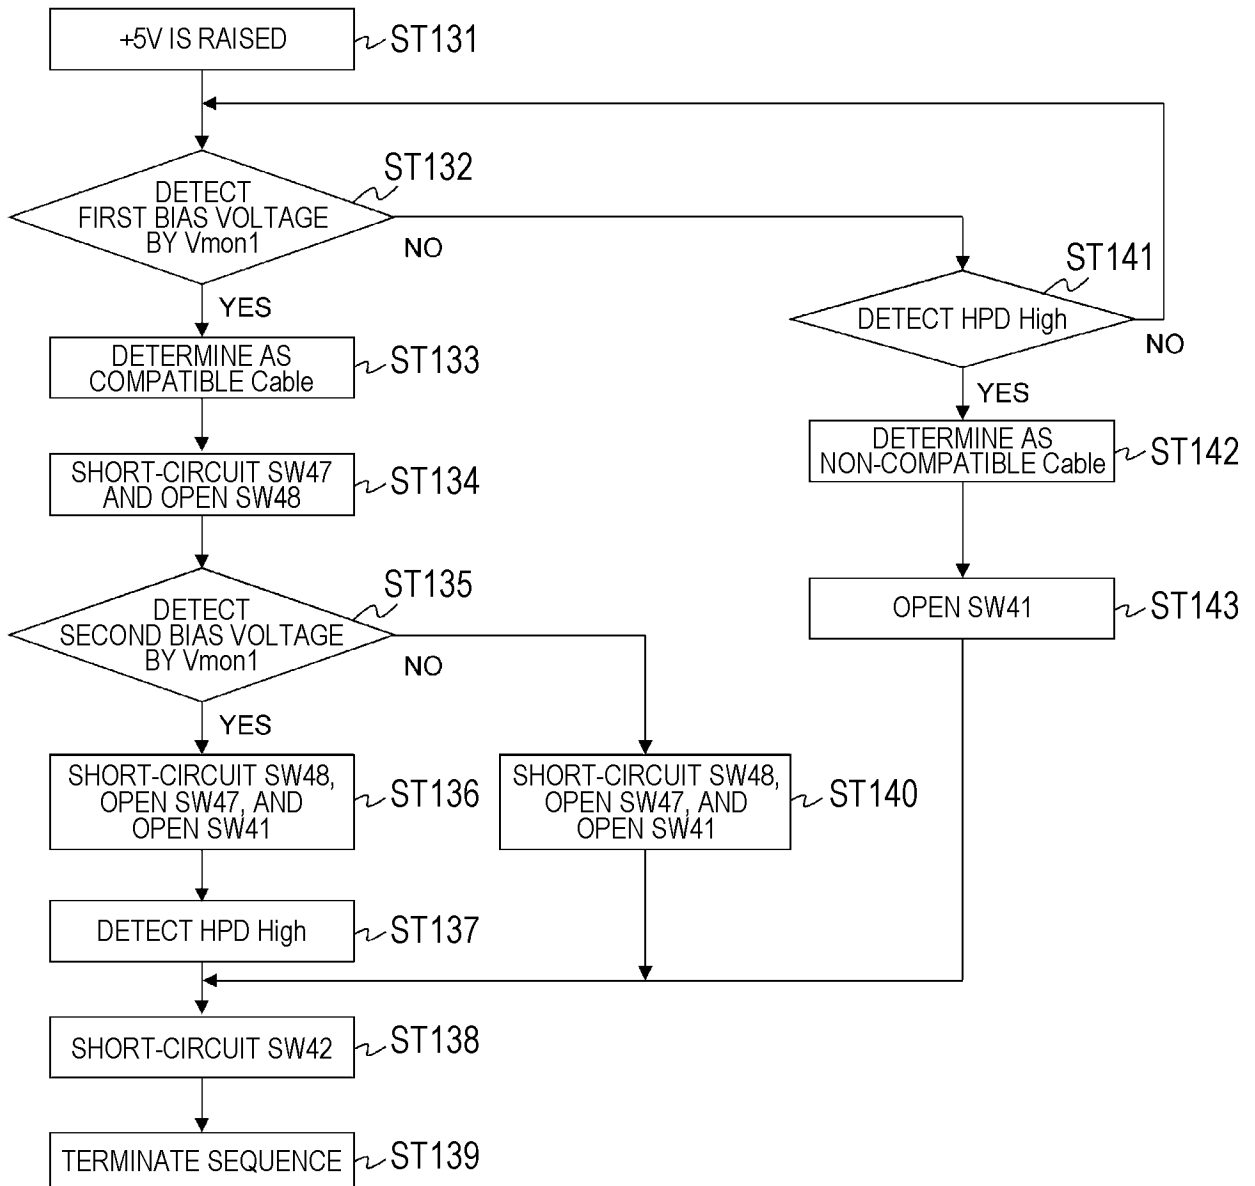 +5V IS RAISED
ST131
DETECT
FIRST BIAS VOLTAGE
BY Vmon1
ST132
NO
YES
DETECT HPD High
ST141
NO
YES
DETERMINE AS
COMPATIBLE Cable
ST133
DETERMINE AS
NON-COMPATIBLE Cable
ST142
SHORT-CIRCUIT SW47
AND OPEN SW48
ST134
DETECT
SECOND BIAS VOLTAGE
BY Vmon1
ST135
NO
YES
OPEN SW41
ST143
SHORT-CIRCUIT SW48,
OPEN SW47, AND
OPEN SW41
ST136
SHORT-CIRCUIT SW48,
OPEN SW47, AND
OPEN SW41
ST140
DETECT HPD High
ST137
SHORT-CIRCUIT SW42
ST138
TERMINATE SEQUENCE
ST139